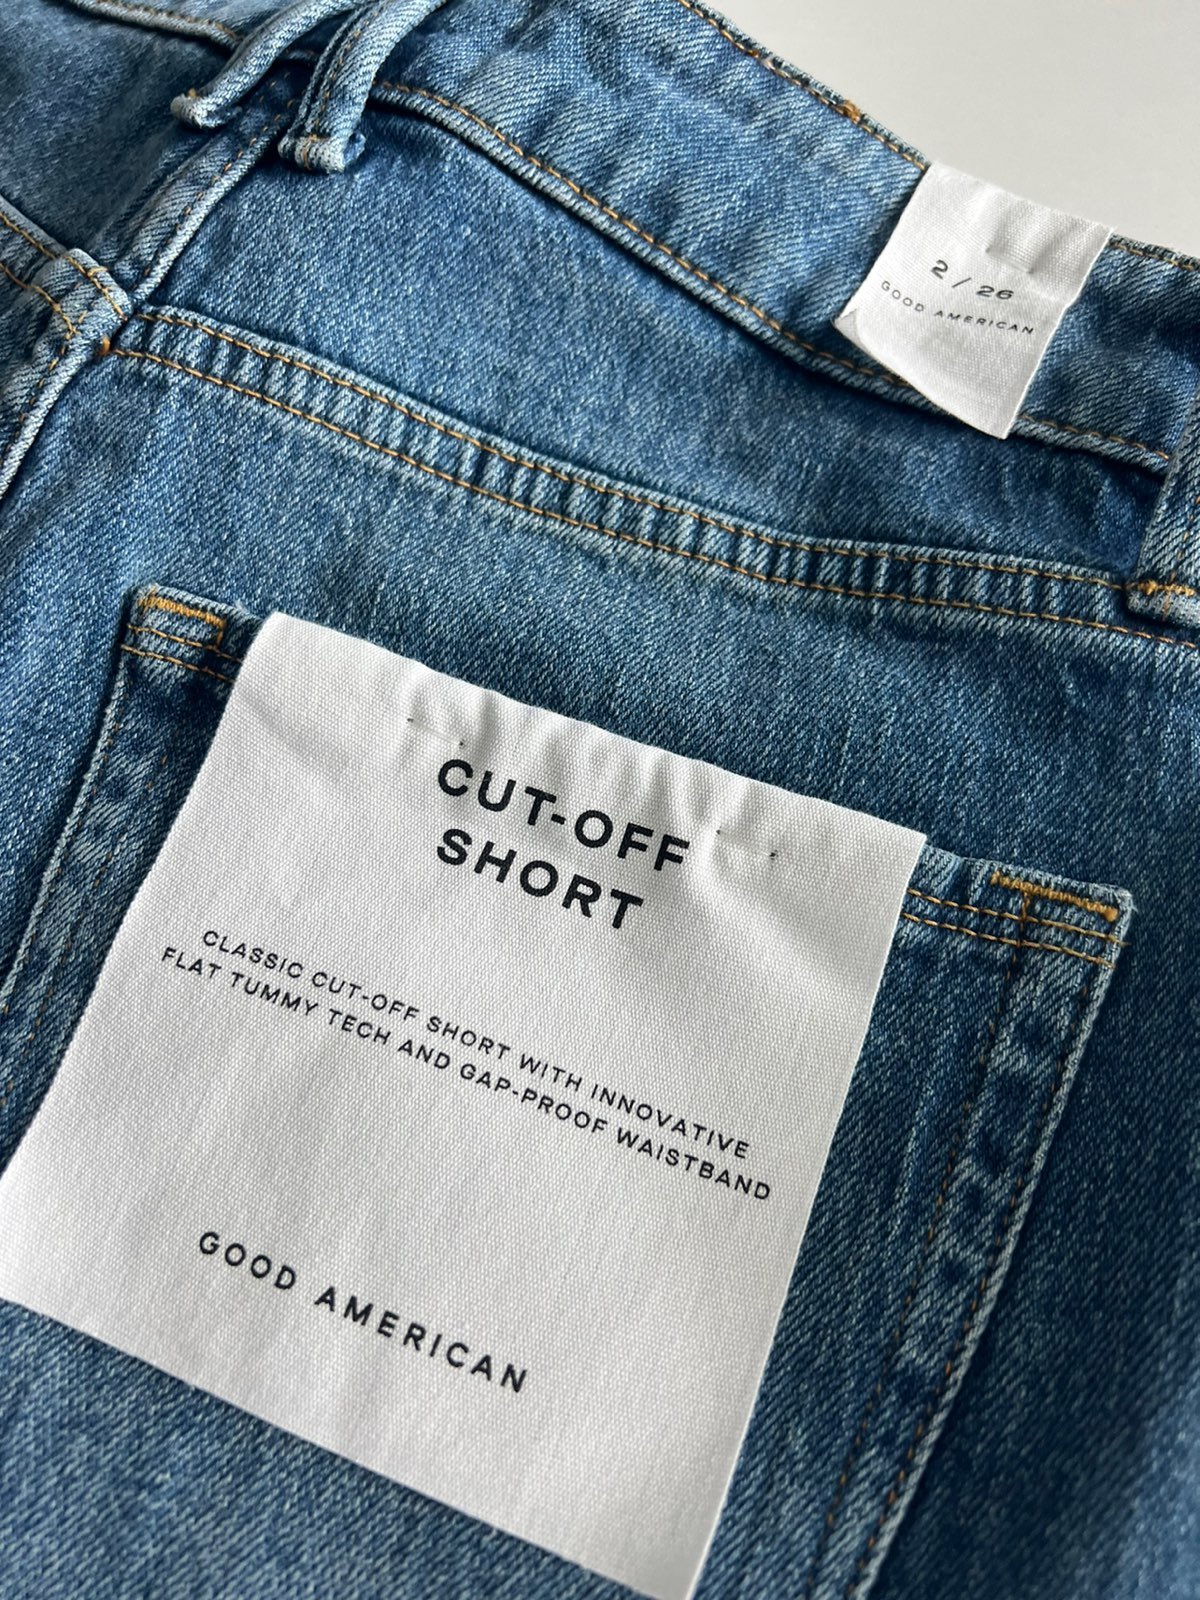 2 / 26
GOOD AMERICAN
CUT-OFF
SHORT
CLASSIC CUT-OFF SHORT WITH INNOVATIVE
FLAT TUMMY TECH AND GAP-PROOF WAISTBAND
GOOD AMERICAN